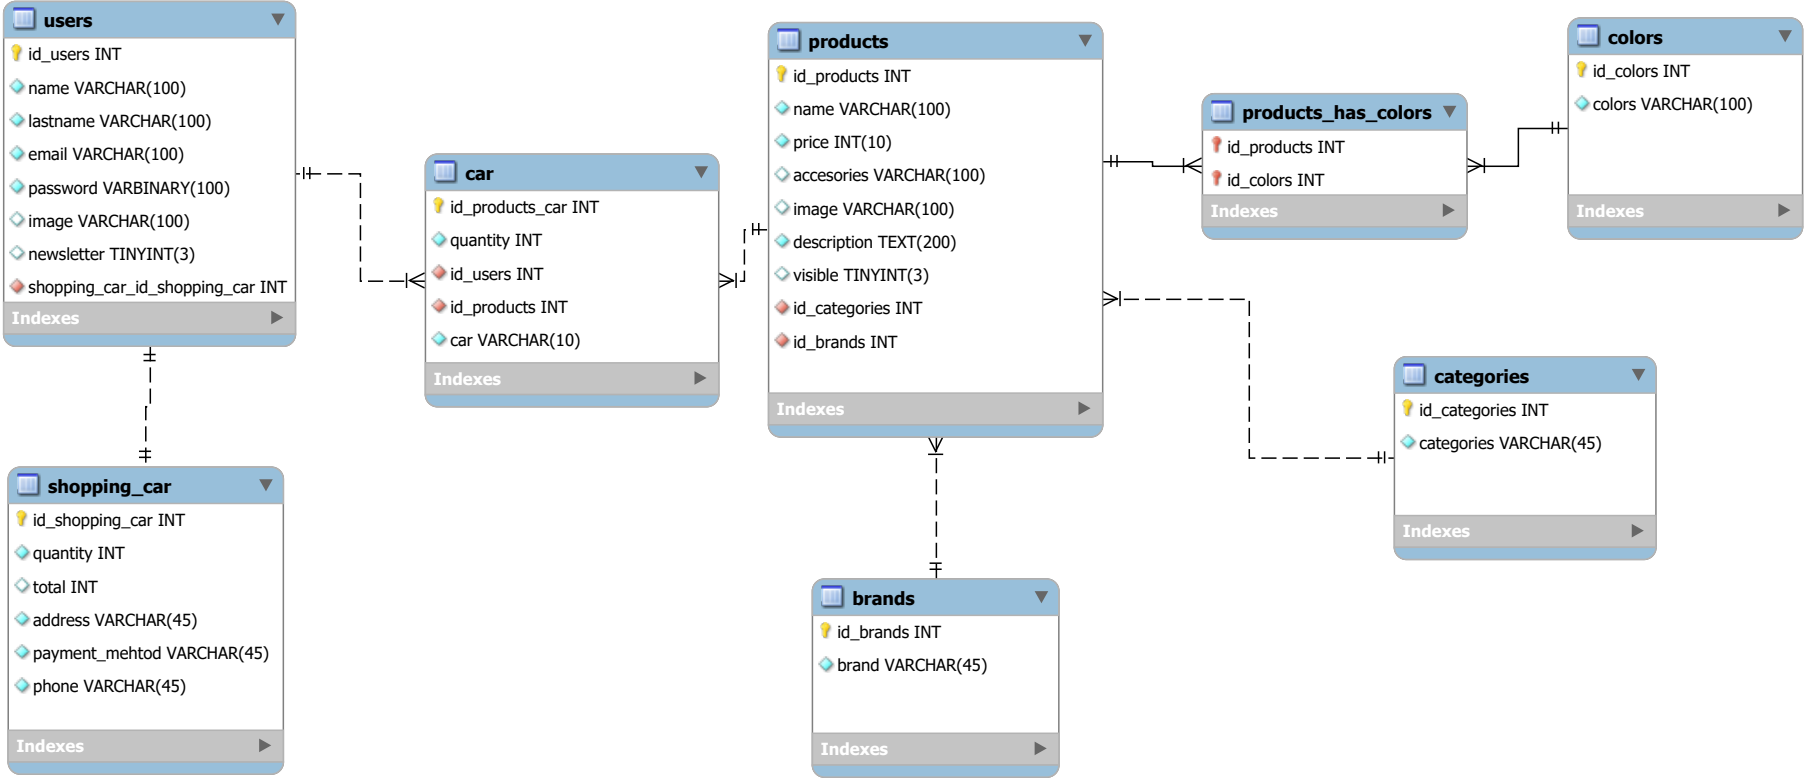 users
id_users INT
name VARCHAR(100)
lastname VARCHAR(100)
email VARCHAR(100)
password VARBINARY(100)
image VARCHAR(100)
newsletter TINYINT(3)
shopping_car_id_shopping_car INT
Indexes
shopping_car
id_shopping_car INT
quantity INT
total INT
address VARCHAR(45)
payment_mehtod VARCHAR(45)
phone VARCHAR(45)
Indexes
car
id_products_car INT
quantity INT
id_users INT
id_products INT
car VARCHAR(10)
Indexes
products
id_products INT
name VARCHAR(100)
price INT(10)
accesories VARCHAR(100)
image VARCHAR(100)
description TEXT(200)
visible TINYINT(3)
id_categories INT
id_brands INT
Indexes
brands
id_brands INT
brand VARCHAR(45)
Indexes
products_has_colors
id_products INT
id_colors INT
Indexes
colors
id_colors INT
colors VARCHAR(100)
Indexes
categories
id_categories INT
categories VARCHAR(45)
Indexes